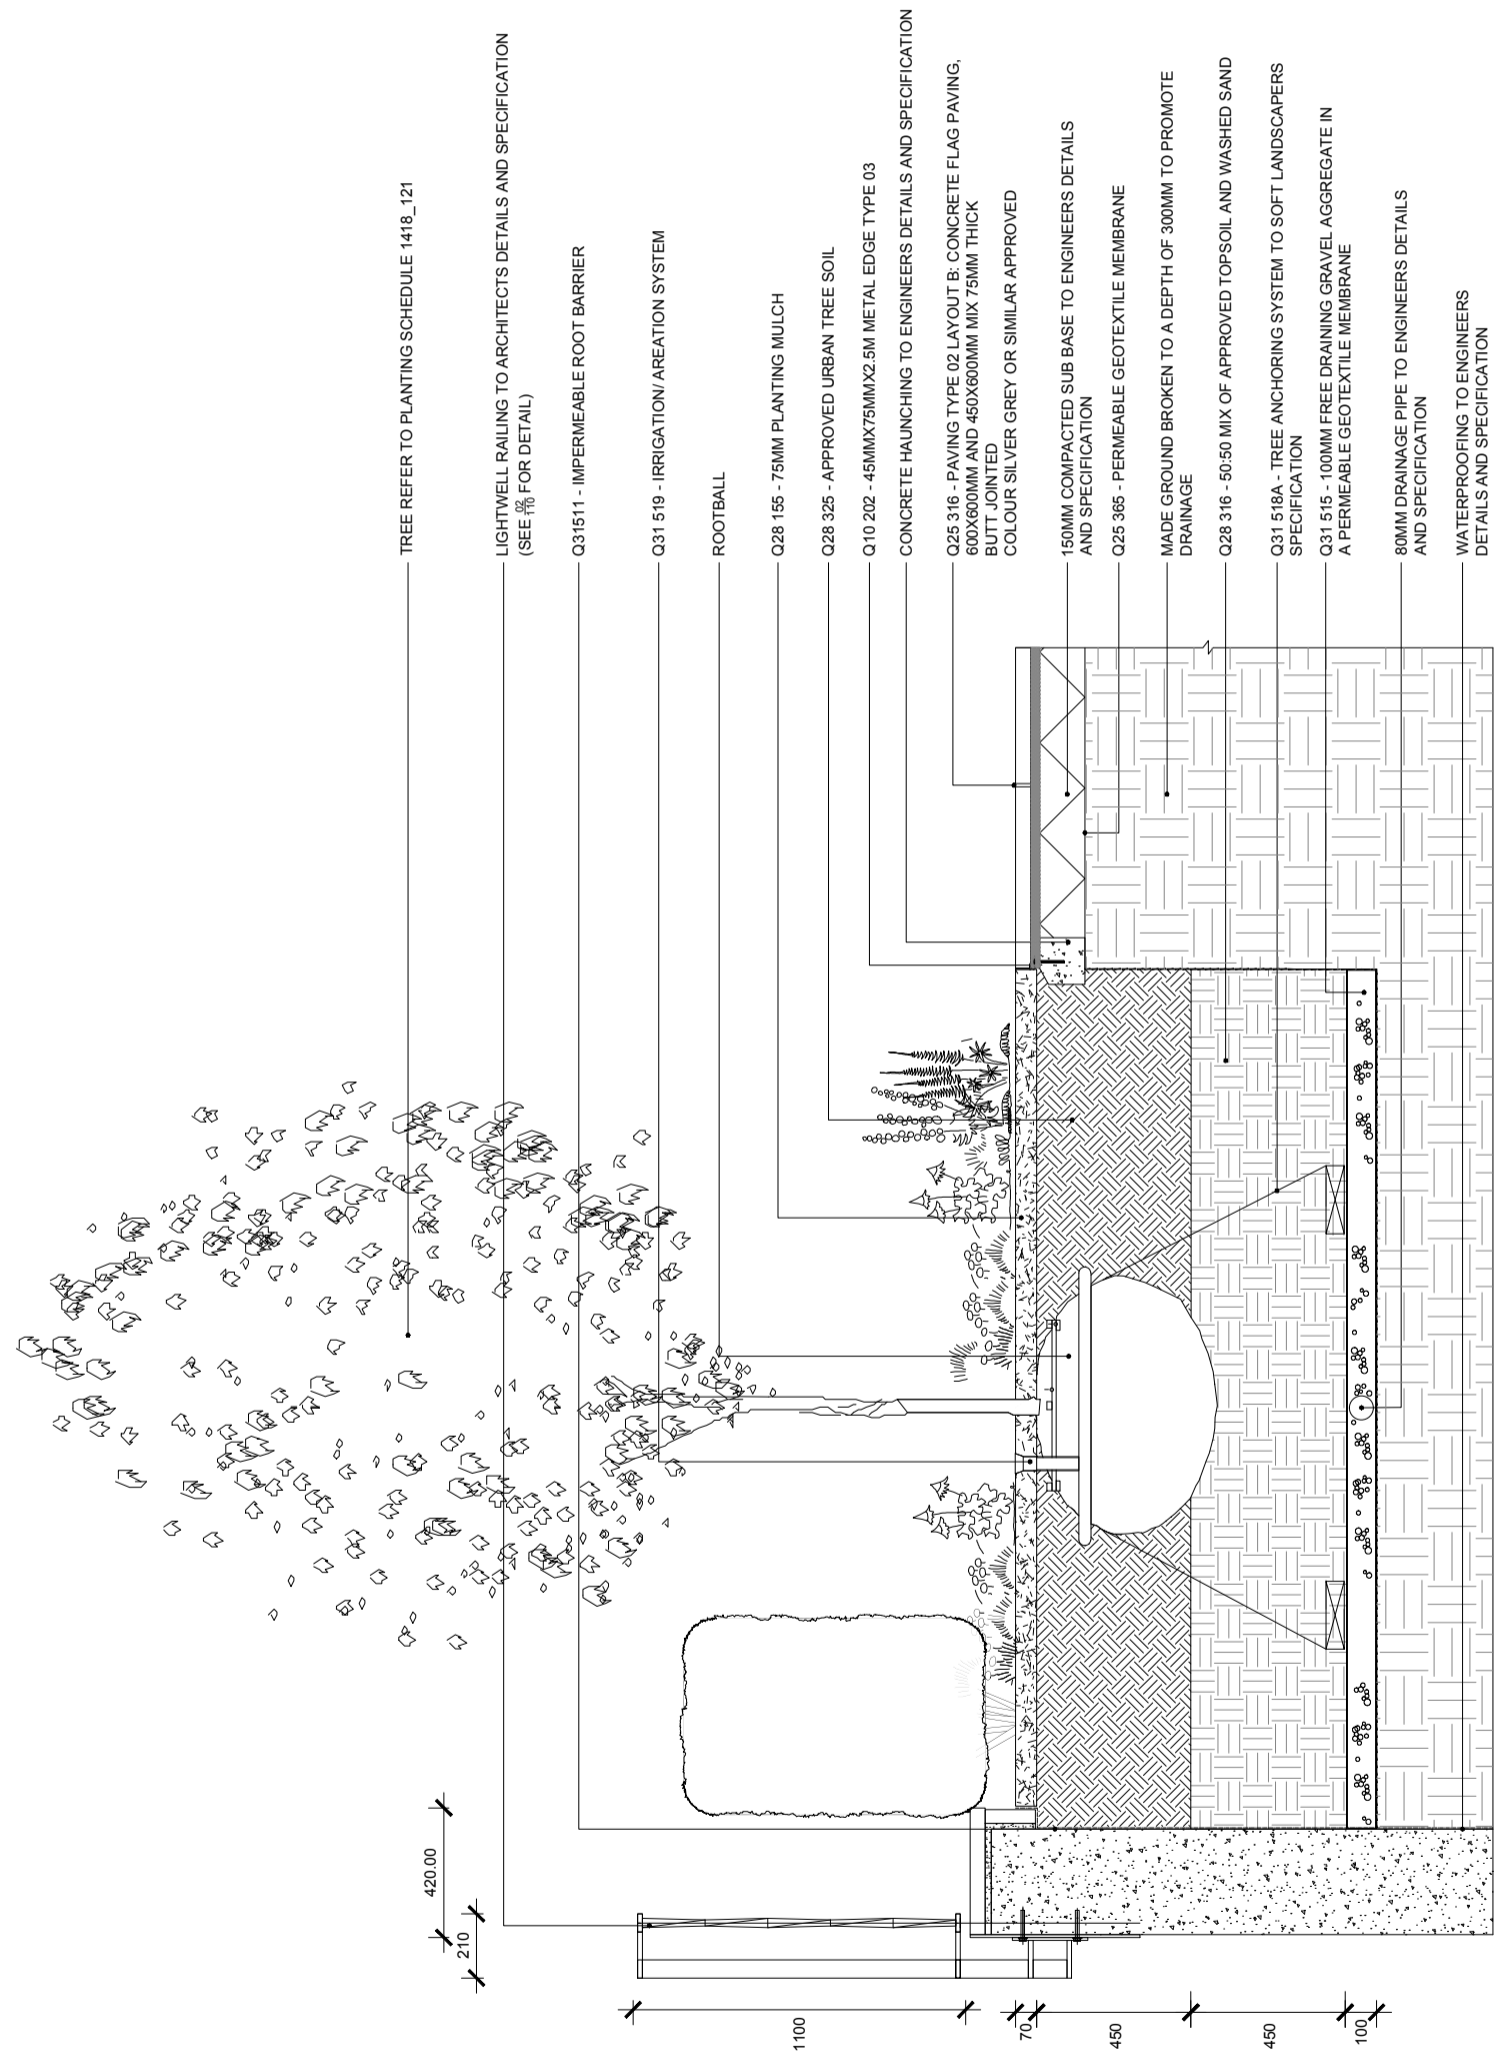 TREE REFER TO PLANTING SCHEDULE 1418_121
LIGHTWELL RAILING TO ARCHITECTS DETAILS AND SPECIFICATION
(SEE 02/110 FOR DETAIL)
Q31511 - IMPERMEABLE ROOT BARRIER
Q31 519 - IRRIGATION/ AREATION SYSTEM
ROOTBALL
Q28 155 - 75MM PLANTING MULCH
Q28 325 - APPROVED URBAN TREE SOIL
Q10 202 - 45MMX75MMX2.5M METAL EDGE TYPE 03
CONCRETE HAUNCHING TO ENGINEERS DETAILS AND SPECIFICATION
Q25 316 - PAVING TYPE 02 LAYOUT B: CONCRETE FLAG PAVING,
600X600MM AND 450X600MM MIX 75MM THICK
BUTT JOINTED
COLOUR SILVER GREY OR SIMILAR APPROVED
150MM COMPACTED SUB BASE TO ENGINEERS DETAILS
AND SPECIFICATION
Q25 365 - PERMEABLE GEOTEXTILE MEMBRANE
MADE GROUND BROKEN TO A DEPTH OF 300MM TO PROMOTE
DRAINAGE
Q28 316 - 50:50 MIX OF APPROVED TOPSOIL AND WASHED SAND
Q31 518A - TREE ANCHORING SYSTEM TO SOFT LANDSCAPERS
SPECIFICATION
Q31 515 - 100MM FREE DRAINING GRAVEL AGGREGATE IN
A PERMEABLE GEOTEXTILE MEMBRANE
80MM DRAINAGE PIPE TO ENGINEERS DETAILS
AND SPECIFICATION
WATERPROOFING TO ENGINEERS
DETAILS AND SPECIFICATION
420.00
210
1100
70
450
450
100